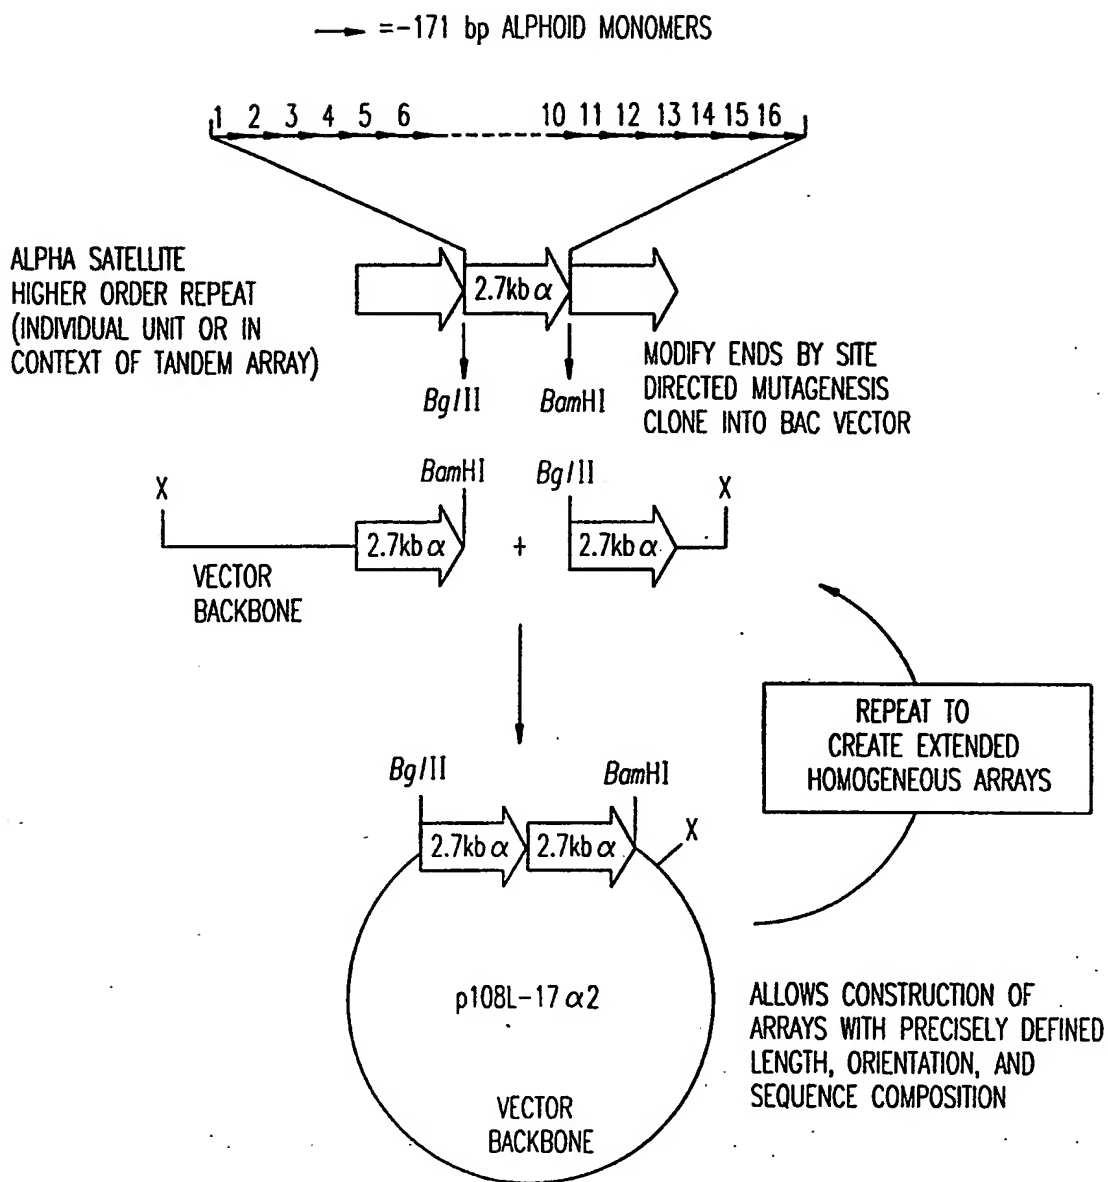 =-171 bp ALPHOID MONOMERS
1 2 3 4 5 6 10 11 12 13 14 15 16
ALPHA SATELLITE
HIGHER ORDER REPEAT
(INDIVIDUAL UNIT OR IN
CONTEXT OF TANDEM ARRAY)
2.7kb α
BglII
BamHI
MODIFY ENDS BY SITE
DIRECTED MUTAGENESIS
CLONE INTO BAC VECTOR
X
BamHI
BglII
X
2.7kb α
+
2.7kb α
VECTOR
BACKBONE
REPEAT TO
CREATE EXTENDED
HOMOGENEOUS ARRAYS
BglII
BamHI
X
2.7kb α
2.7kb α
p108L-17 α2
VECTOR
BACKBONE
ALLOWS CONSTRUCTION OF
ARRAYS WITH PRECISELY DEFINED
LENGTH, ORIENTATION, AND
SEQUENCE COMPOSITION